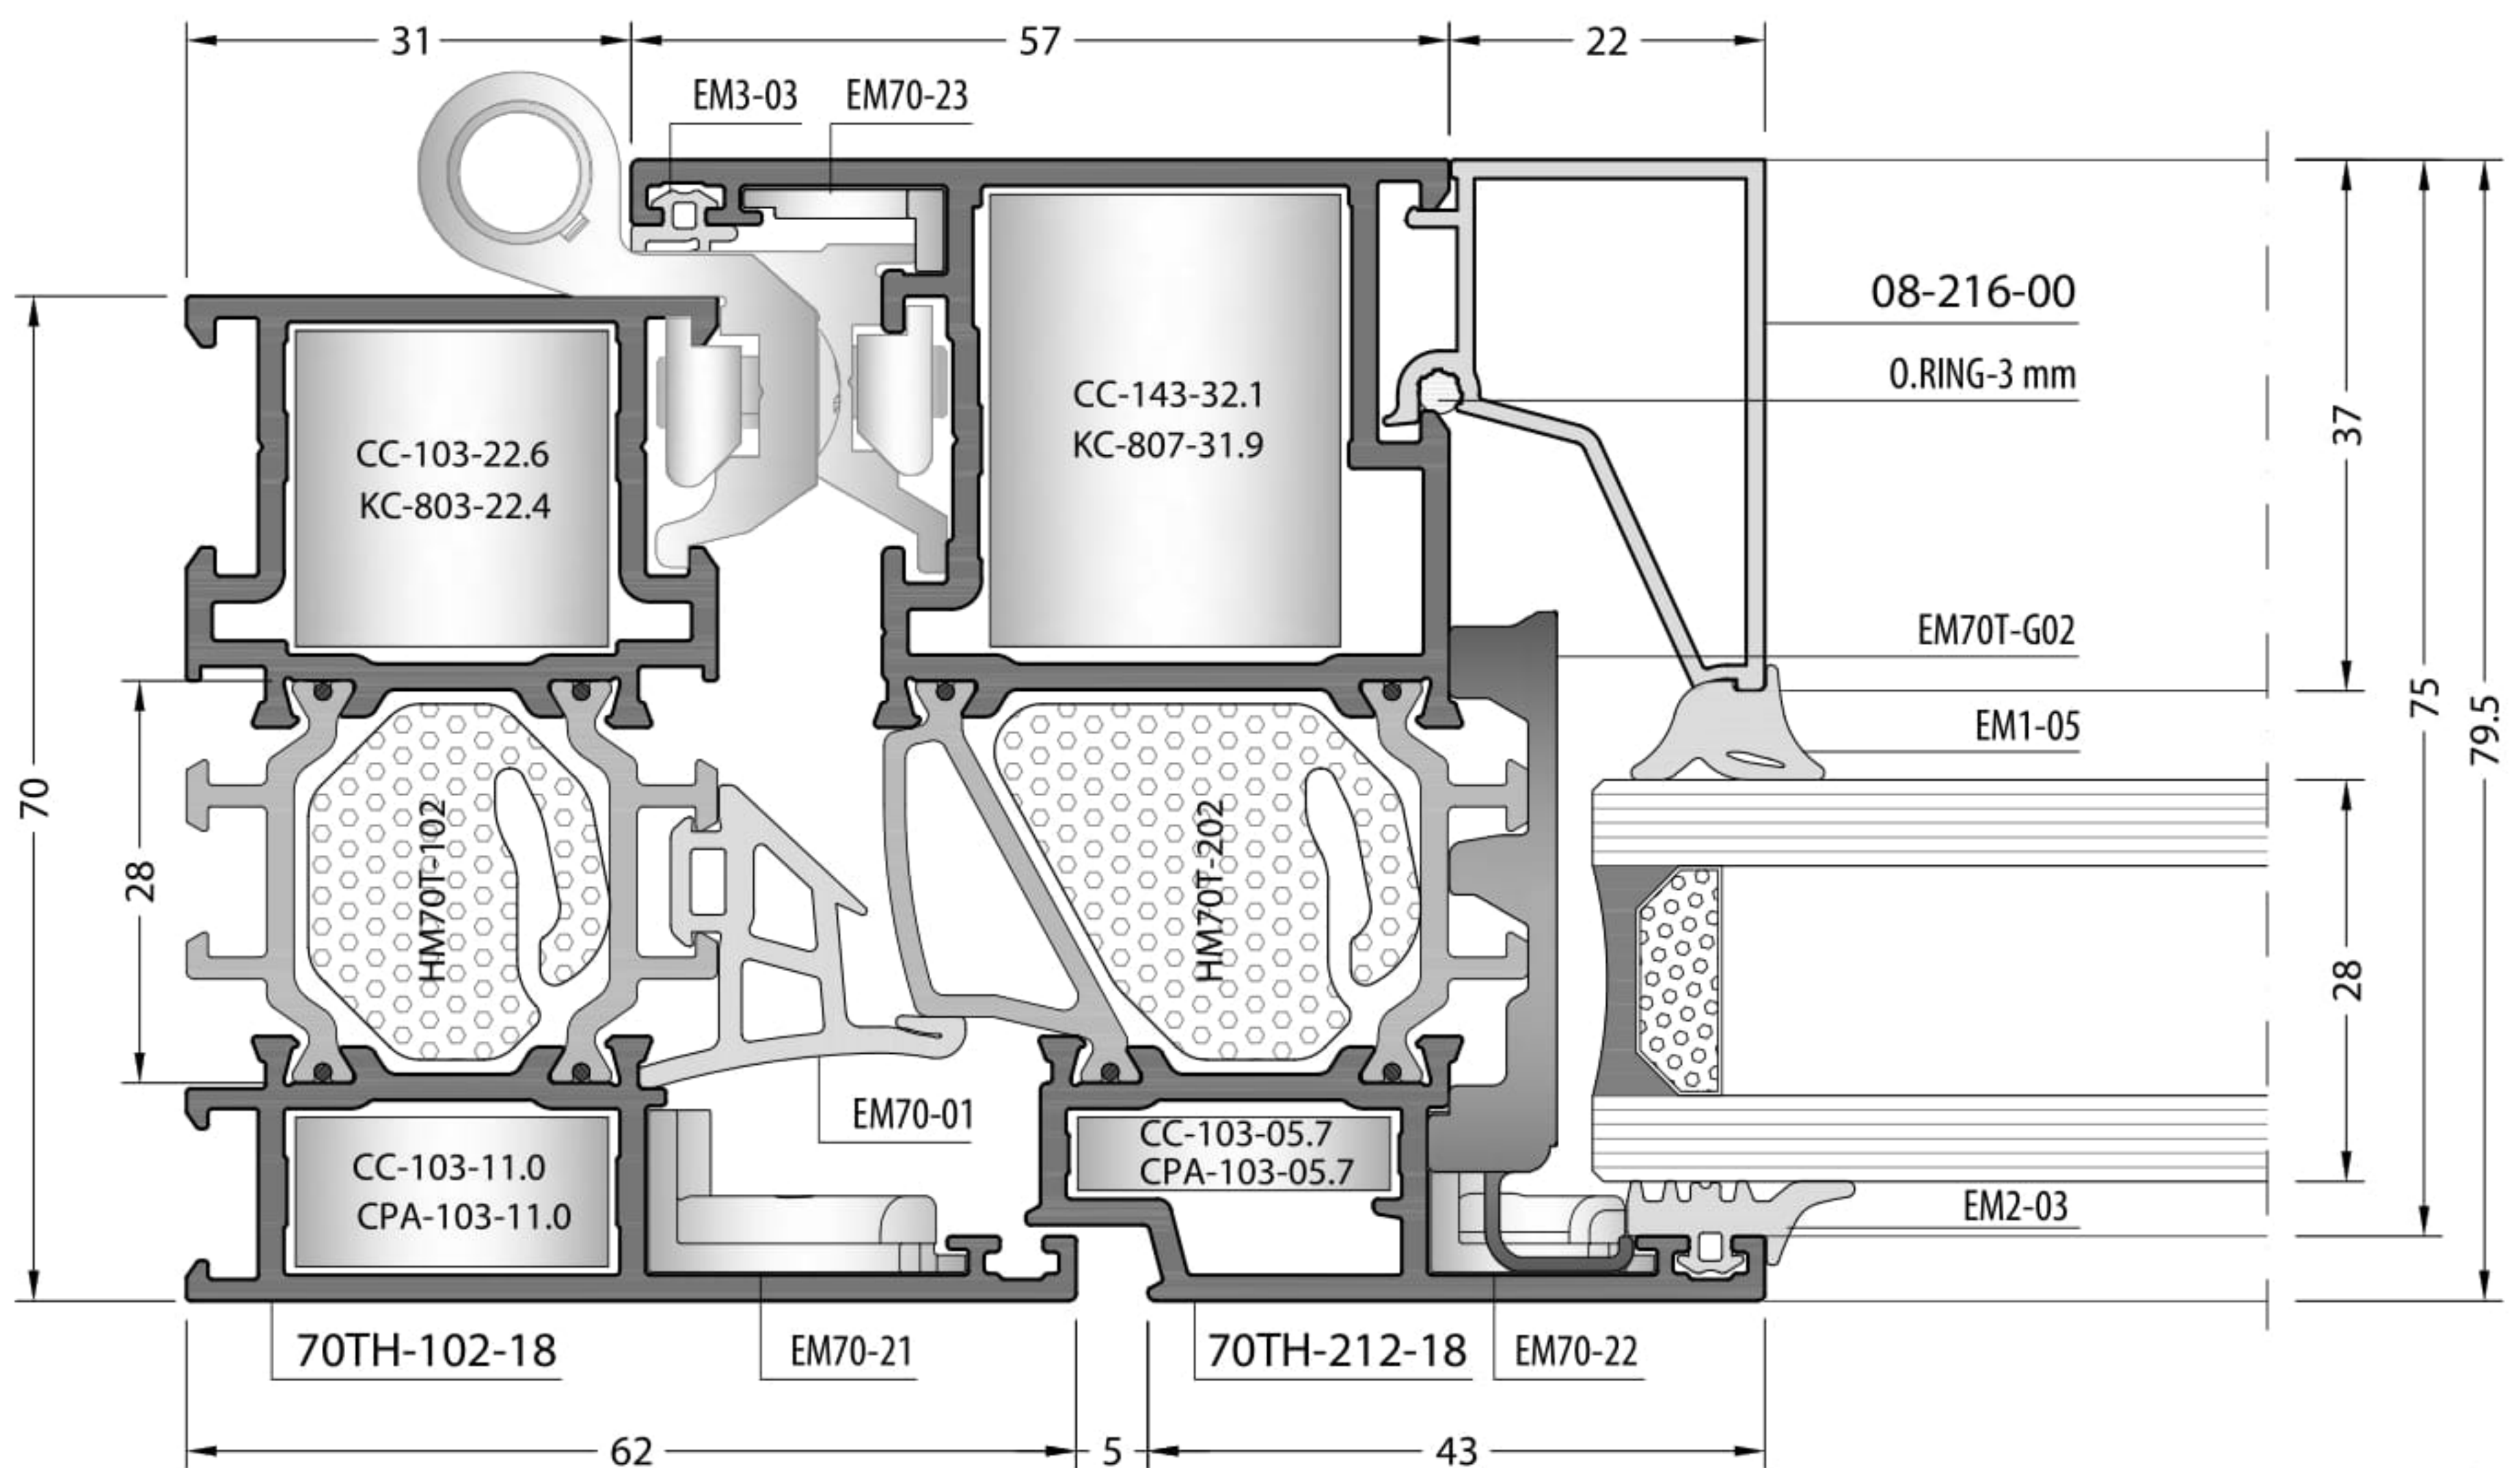 31
57
22
EM3-03
EM70-23
08-216-00
O.RING-3 mm
37
75
79.5
CC-143-32.1
KC-807-31.9
CC-103-22.6
KC-803-22.4
EM70T-G02
EM1-05
70
28
HM70T-102
HM70T-202
28
EM70-01
CC-103-05.7
CPA-103-05.7
CC-103-11.0
CPA-103-11.0
EM2-03
70TH-102-18
EM70-21
70TH-212-18
EM70-22
62
5
43